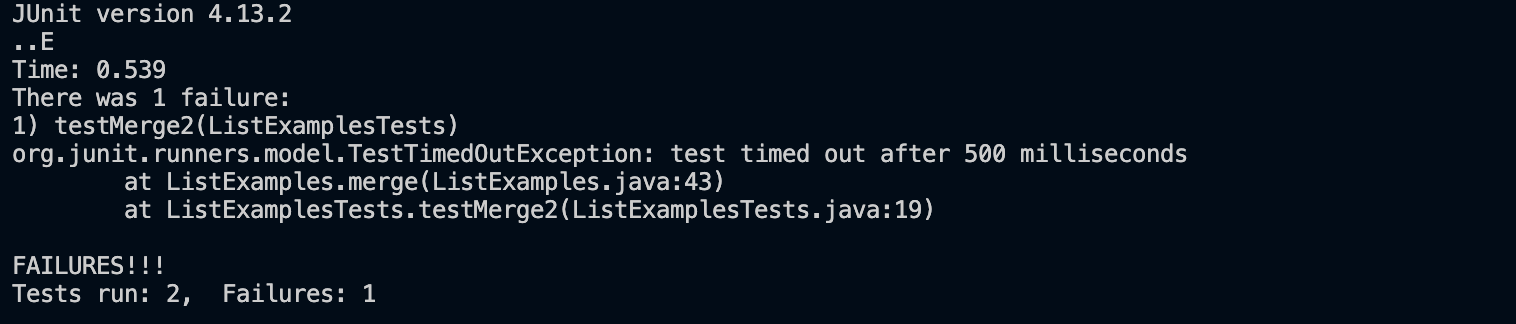 JUnit version 4.13.2
..E
Time: 0.539
There was 1 failure:
1) testMerge2(ListExamplesTests)
org.junit.runners.model.TestTimedOutException: test timed out after 500 milliseconds
        at ListExamples.merge(ListExamples.java:43)
        at ListExamplesTests.testMerge2(ListExamplesTests.java:19)

FAILURES!!!
Tests run: 2,  Failures: 1